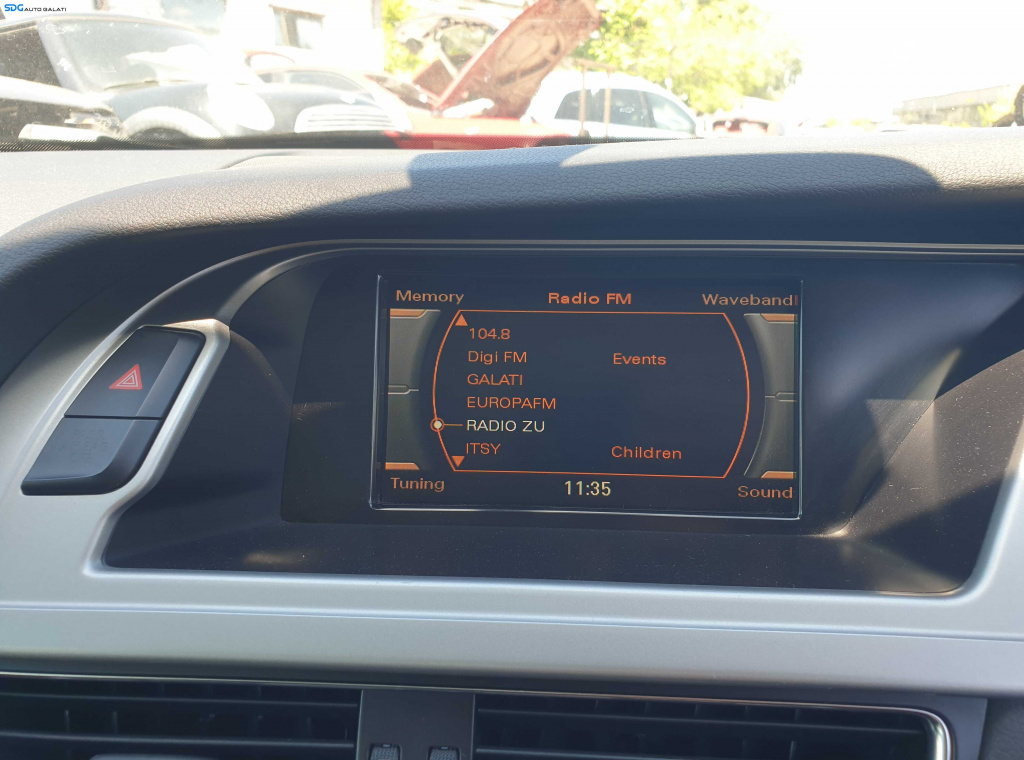 SDG AUTO GALATI
Memory Radio FM Waveband
104.8
Digi FM Events
GALATI
EUROPAFM
RADIO ZU
ITSY Children
Tuning 11:35 Sound